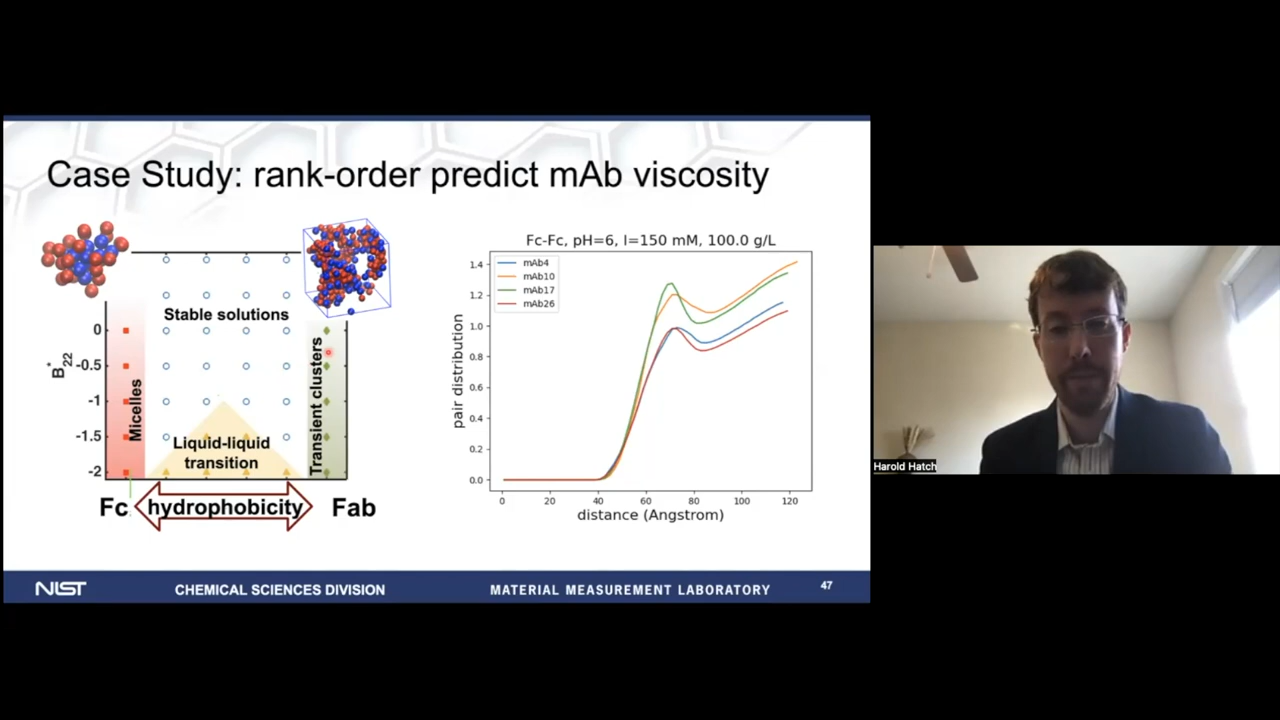 Case Study: rank-order predict mAb viscosity
Stable solutions
B*22
0
-0.5
-1
-1.5
-2
Micelles
Liquid-liquid
transition
Transient clusters
Fc
hydrophobicity
Fab
Fc-Fc, pH=6, I=150 mM, 100.0 g/L
mAb4
mAb10
mAb17
mAb26
pair distribution
1.4
1.2
1.0
0.8
0.6
0.4
0.2
0.0
0 20 40 60 80 100 120
distance (Angstrom)
NIST CHEMICAL SCIENCES DIVISION MATERIAL MEASUREMENT LABORATORY 47
Harold Hatch